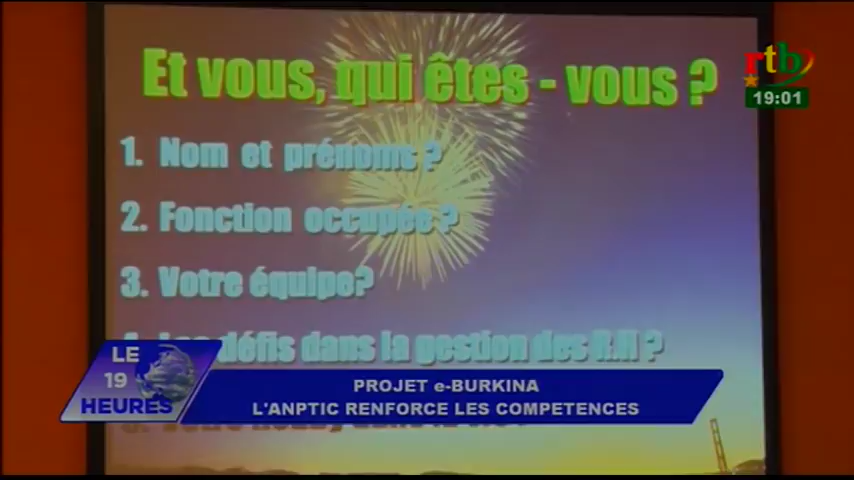 Et vous, qui êtes - vous ?
rtb
19:01
1. Nom et prénoms ?
2. Fonction occupée ?
3. Votre équipe?
défis dans la gestion des R.H ?
LE
19
HEURES
PROJET e-BURKINA
L'ANPTIC RENFORCE LES COMPETENCES